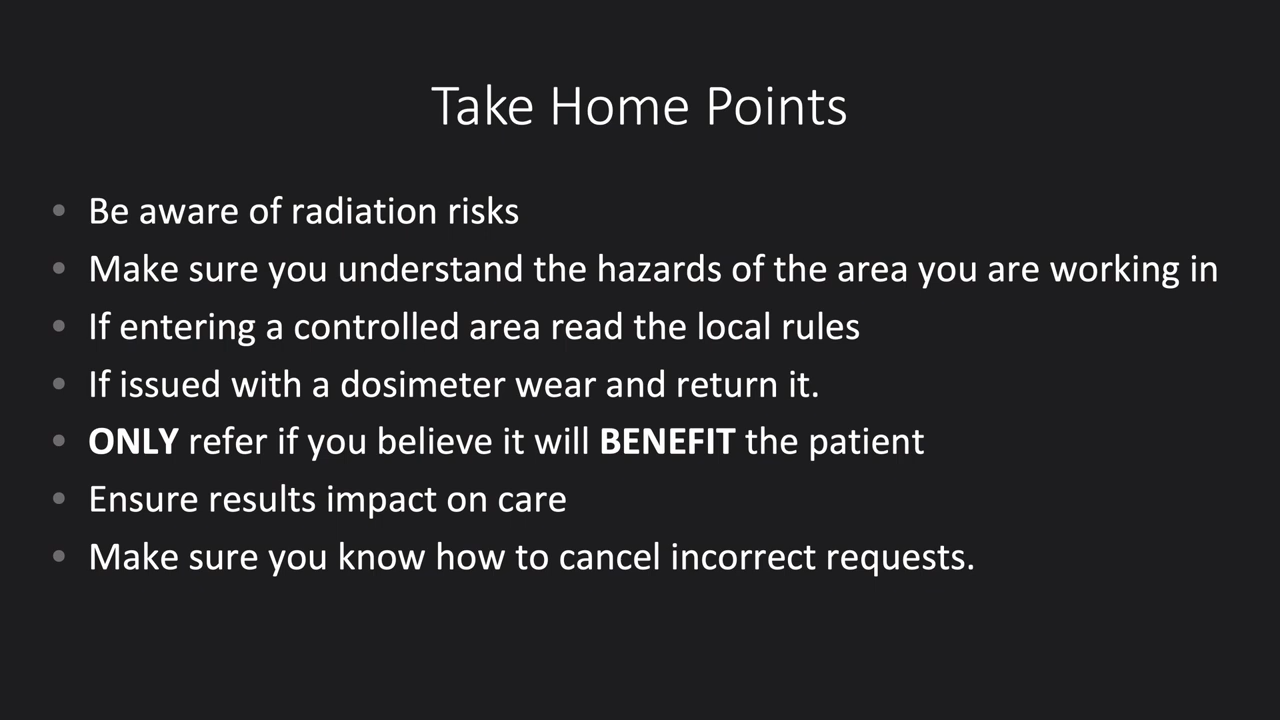 Take Home Points
• Be aware of radiation risks
• Make sure you understand the hazards of the area you are working in
• If entering a controlled area read the local rules
• If issued with a dosimeter wear and return it.
• ONLY refer if you believe it will BENEFIT the patient
• Ensure results impact on care
• Make sure you know how to cancel incorrect requests.